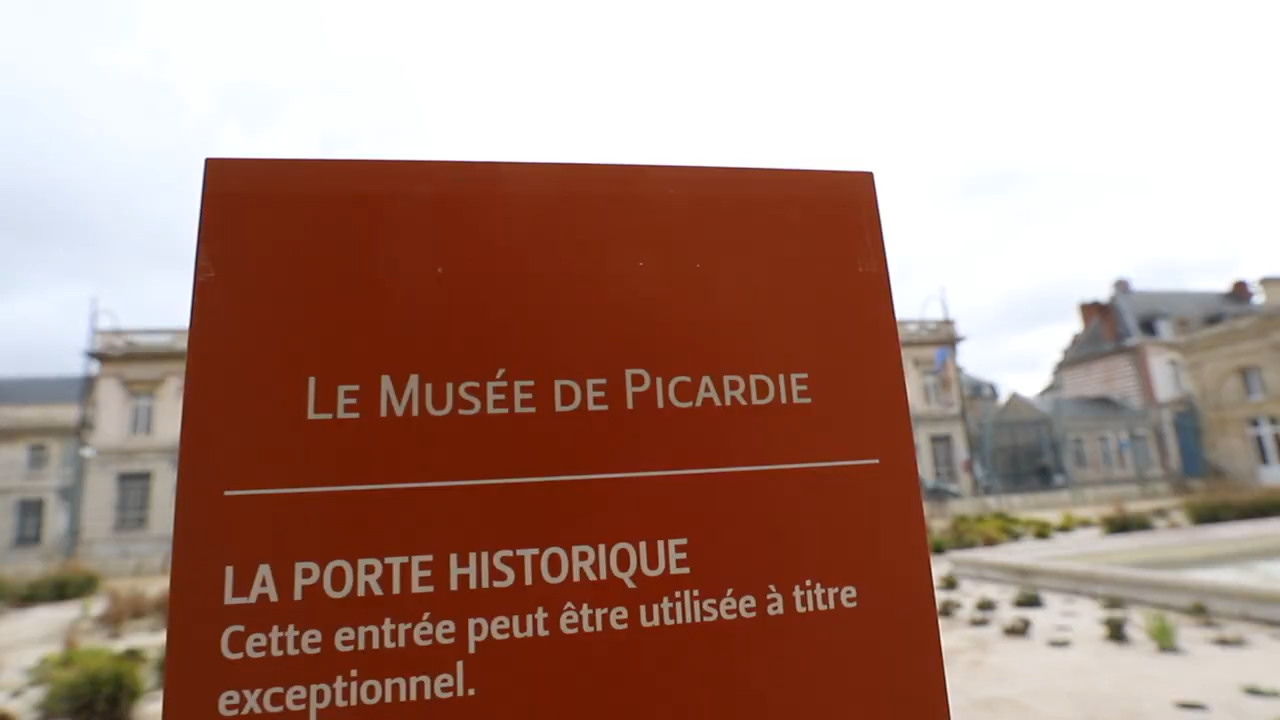 Le Musée de Picardie
LA PORTE HISTORIQUE
Cette entrée peut être utilisée à titre
exceptionnel.